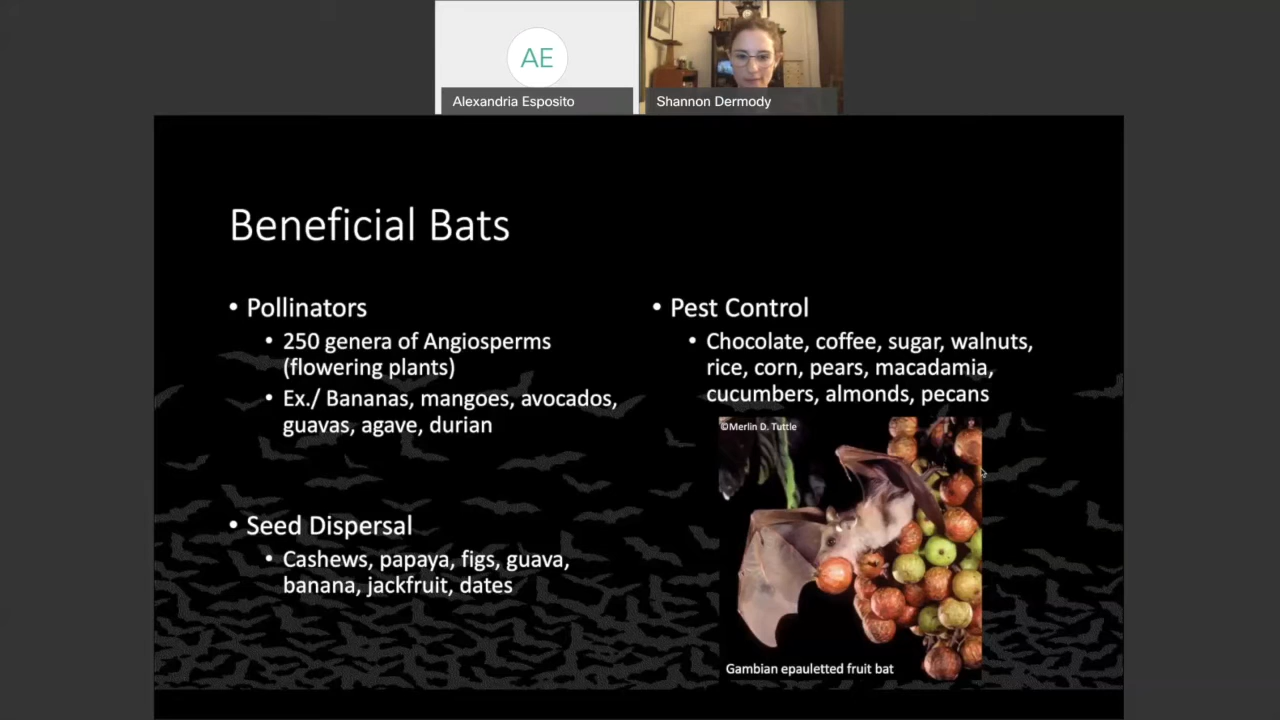 AE
Alexandria Esposito
Shannon Dermody
Beneficial Bats
• Pollinators
• 250 genera of Angiosperms
(flowering plants)
• Ex./ Bananas, mangoes, avocados,
guavas, agave, durian
• Seed Dispersal
• Cashews, papaya, figs, guava,
banana, jackfruit, dates
• Pest Control
• Chocolate, coffee, sugar, walnuts,
rice, corn, pears, macadamia,
cucumbers, almonds, pecans
©Merlin D. Tuttle
Gambian epauletted fruit bat